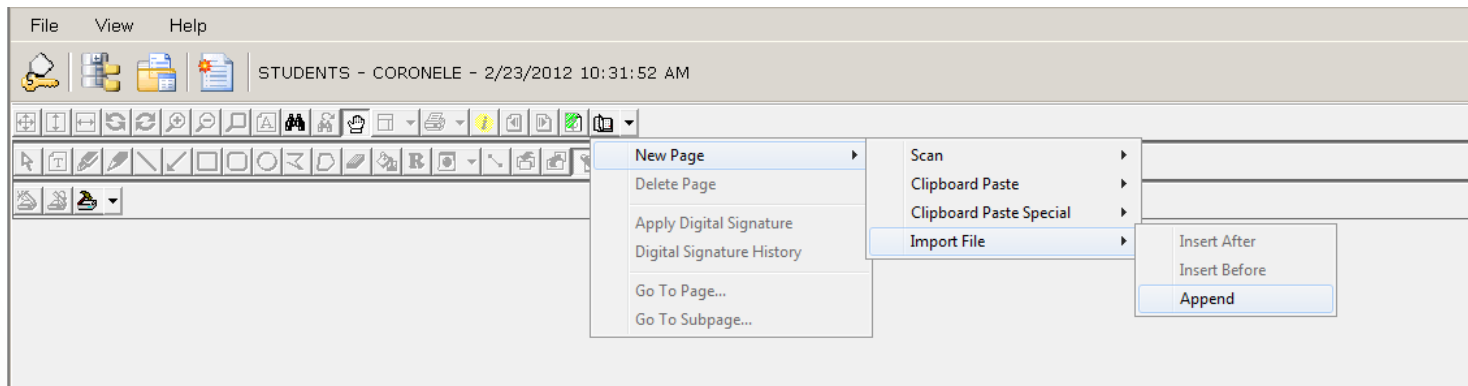 File View Help
STUDENTS - CORONELE - 2/23/2012 10:31:52 AM
New Page
Delete Page
Apply Digital Signature
Digital Signature History
Go To Page...
Go To Subpage...
Scan
Clipboard Paste
Clipboard Paste Special
Import File
Insert After
Insert Before
Append